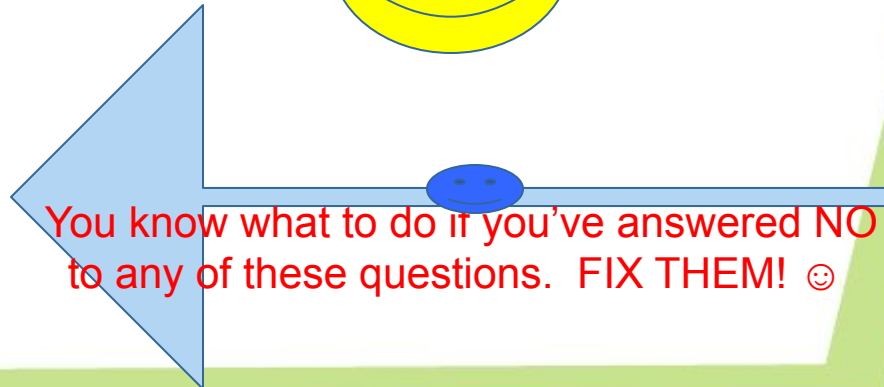 You know what to do if you’ve answered NO
to any of these questions.  FIX THEM! ☺